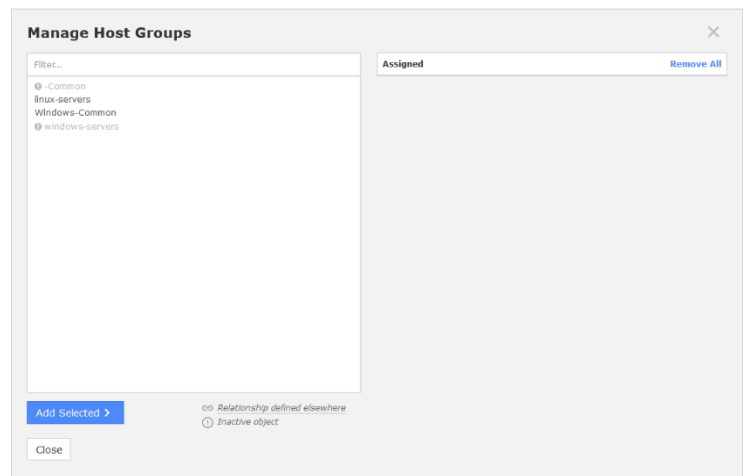 Manage Host Groups
Filter...
Assigned
Remove All
-Common
linux-servers
Windows-Common
windows-servers
Add Selected
Relationship defined elsewhere
Inactive object
Close